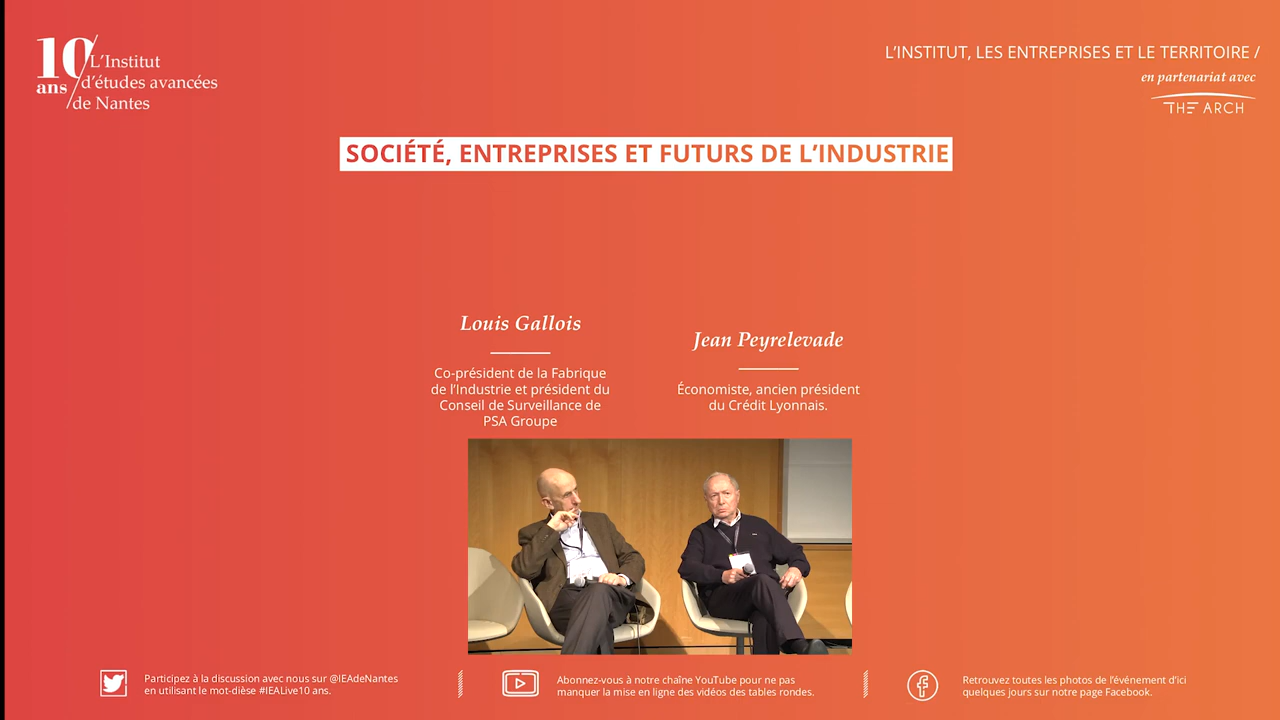 10 ans
L'Institut
d'études avancées
de Nantes
L'INSTITUT, LES ENTREPRISES ET LE TERRITOIRE /
en partenariat avec
THE ARCH
SOCIÉTÉ, ENTREPRISES ET FUTURS DE L'INDUSTRIE
Louis Gallois
Co-président de la Fabrique
de l'Industrie et président du
Conseil de Surveillance de
PSA Groupe
Jean Peyrelevade
Économiste, ancien président
du Crédit Lyonnais.
Participez à la discussion avec nous sur @IEAdeNantes
en utilisant le mot-dièse #IEALive10 ans.
Abonnez-vous à notre chaîne YouTube pour ne pas
manquer la mise en ligne des vidéos des tables rondes.
Retrouvez toutes les photos de l'événement d'ici
quelques jours sur notre page Facebook.